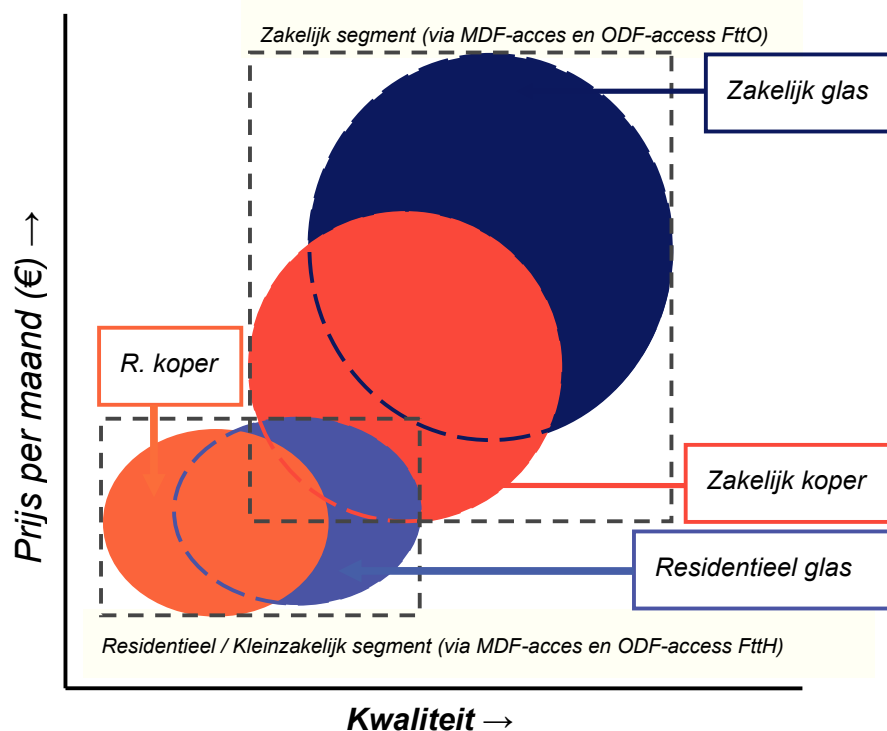 Zakelijk segment (via MDF-acces en ODF-access FttO)
Zakelijk glas
Prijs per maand (€) →
R. koper
Zakelijk koper
Residentieel glas
Residentieel / Kleinzakelijk segment (via MDF-acces en ODF-access FttH)
Kwaliteit →